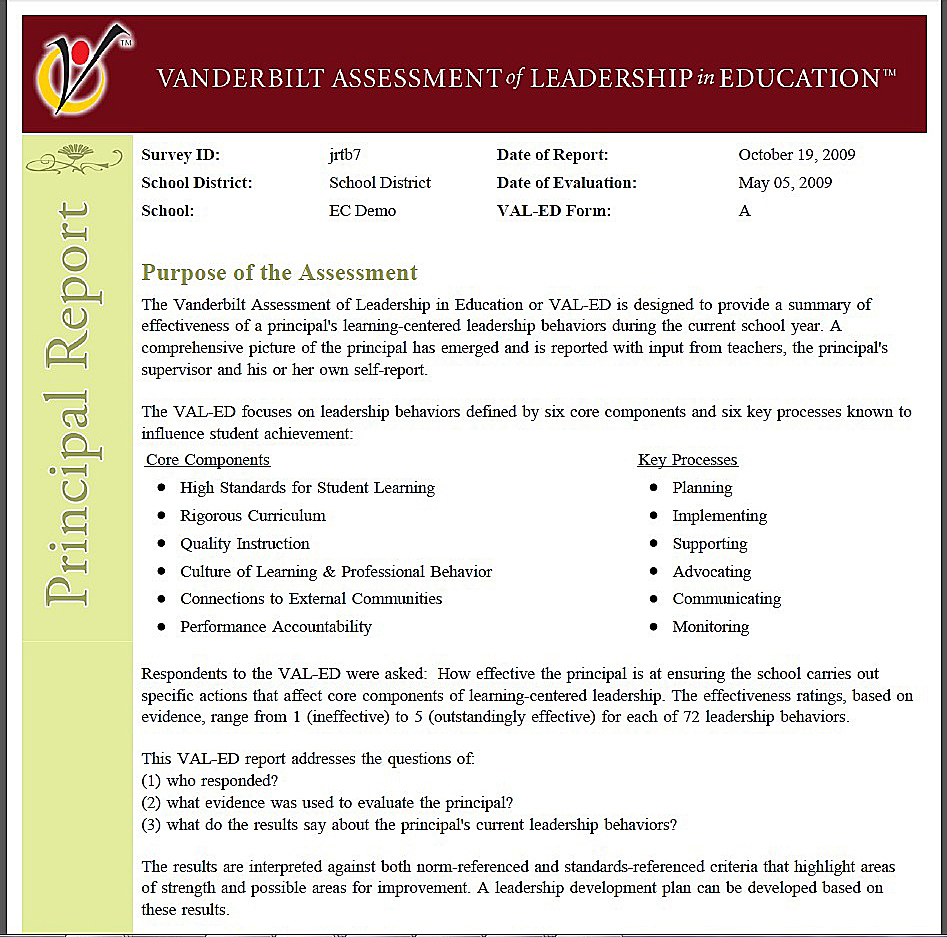 VANDERBILT ASSESSMENT of LEADERSHIP in EDUCATION™
TM
Principal Report
Survey ID: jrtb7 Date of Report: October 19, 2009
School District: School District Date of Evaluation: May 05, 2009
School: EC Demo VAL-ED Form: A
Purpose of the Assessment
The Vanderbilt Assessment of Leadership in Education or VAL-ED is designed to provide a summary of
effectiveness of a principal's learning-centered leadership behaviors during the current school year. A
comprehensive picture of the principal has emerged and is reported with input from teachers, the principal's
supervisor and his or her own self-report.
The VAL-ED focuses on leadership behaviors defined by six core components and six key processes known to
influence student achievement:
Core Components
• High Standards for Student Learning
• Rigorous Curriculum
• Quality Instruction
• Culture of Learning & Professional Behavior
• Connections to External Communities
• Performance Accountability
Key Processes
• Planning
• Implementing
• Supporting
• Advocating
• Communicating
• Monitoring
Respondents to the VAL-ED were asked: How effective the principal is at ensuring the school carries out
specific actions that affect core components of learning-centered leadership. The effectiveness ratings, based on
evidence, range from 1 (ineffective) to 5 (outstandingly effective) for each of 72 leadership behaviors.
This VAL-ED report addresses the questions of:
(1) who responded?
(2) what evidence was used to evaluate the principal?
(3) what do the results say about the principal's current leadership behaviors?
The results are interpreted against both norm-referenced and standards-referenced criteria that highlight areas
of strength and possible areas for improvement. A leadership development plan can be developed based on
these results.